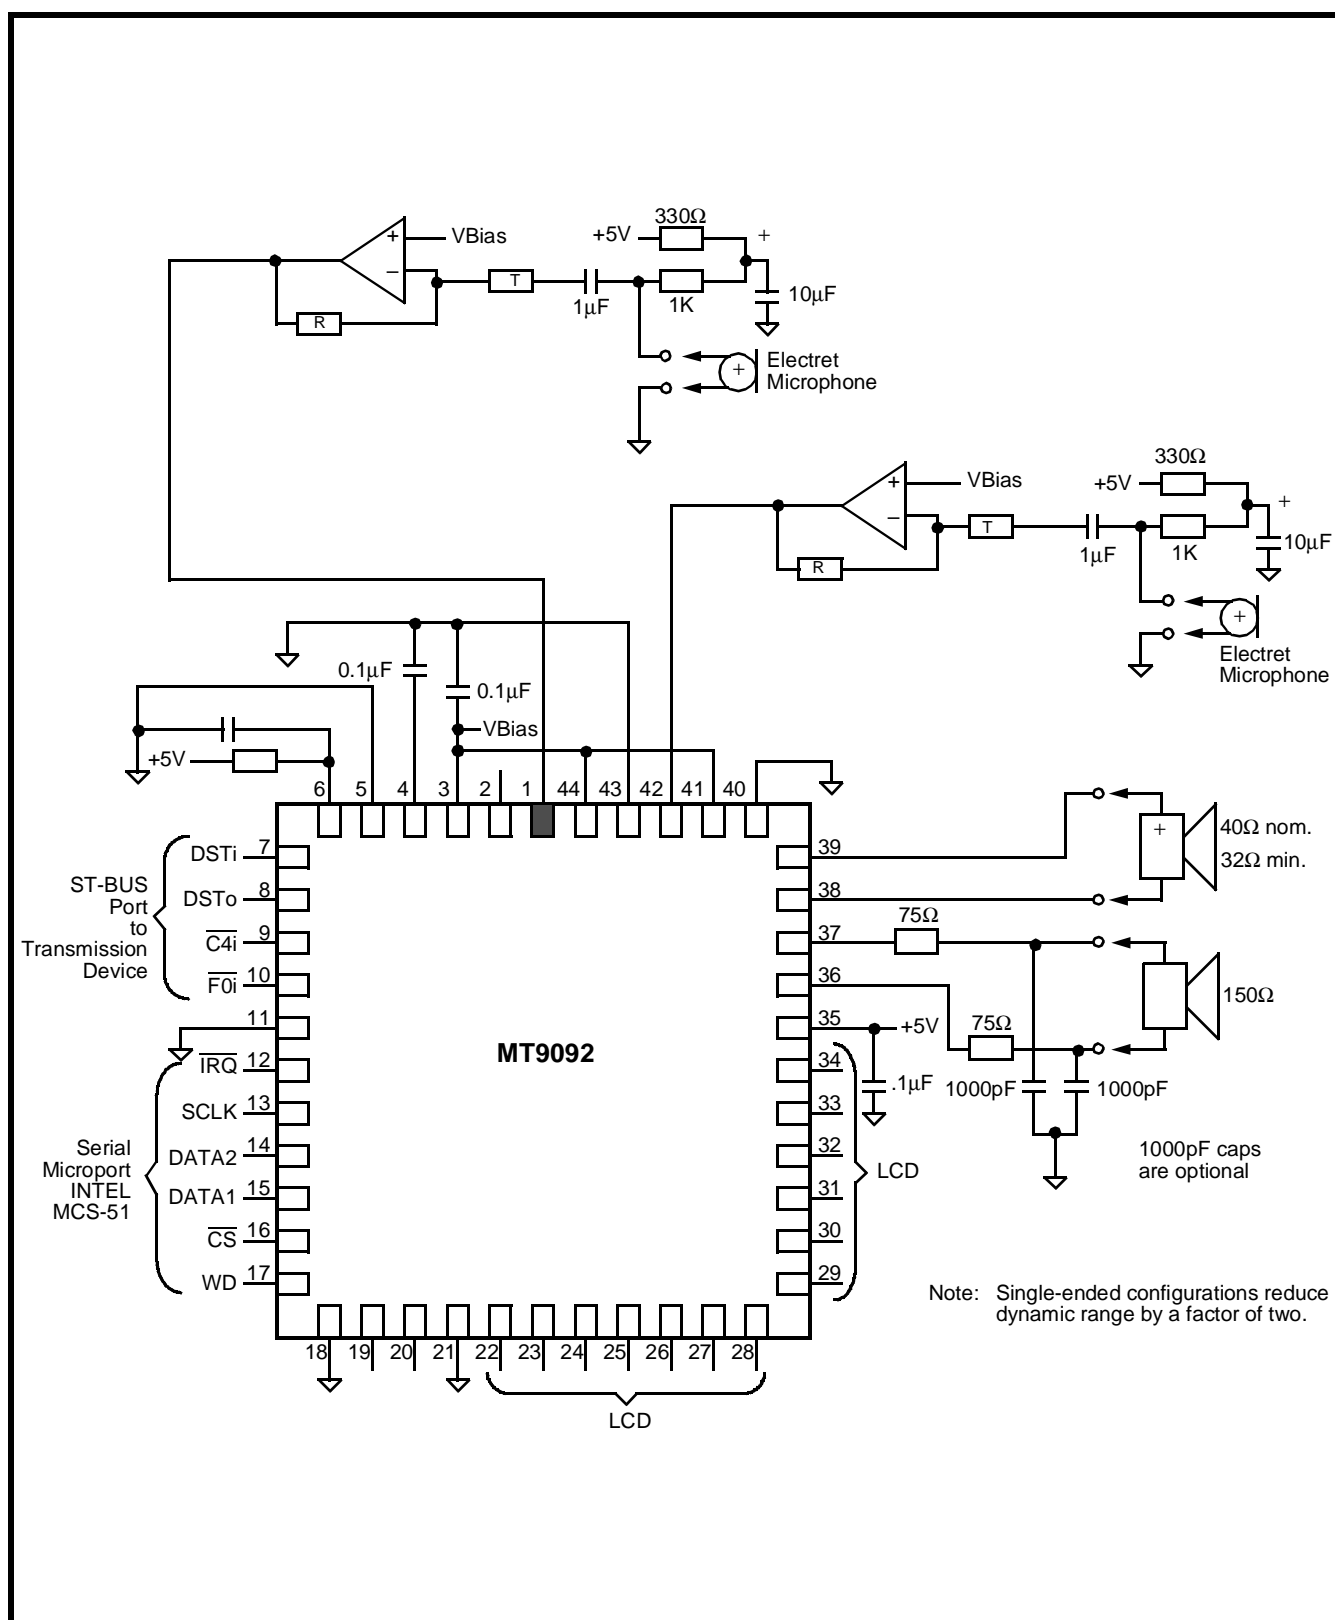 330Ω
+5V
+
+
VBias
–
T
1µF
1K
10µF
R
+
Electret
Microphone
330Ω
+5V
+
+
VBias
–
T
1µF
1K
10µF
R
+
Electret
Microphone
0.1µF
0.1µF
VBias
+5V
6
5
4
3
2
1
44
43
42
41
40
DSTi
7
DSTo
8
C4i
9
F0i
10
ST-BUS
Port
to
Transmission
Device
11
IRQ
12
SCLK
13
DATA2
14
DATA1
15
CS
16
WD
17
Serial
Microport
INTEL
MCS-51
MT9092
39
38
37
36
35
34
33
32
31
30
29
+
40Ω nom.
32Ω min.
75Ω
75Ω
150Ω
+5V
.1µF
1000pF
1000pF
LCD
1000pF caps
are optional
Note: Single-ended configurations reduce
dynamic range by a factor of two.
18
19
20
21
22
23
24
25
26
27
28
LCD